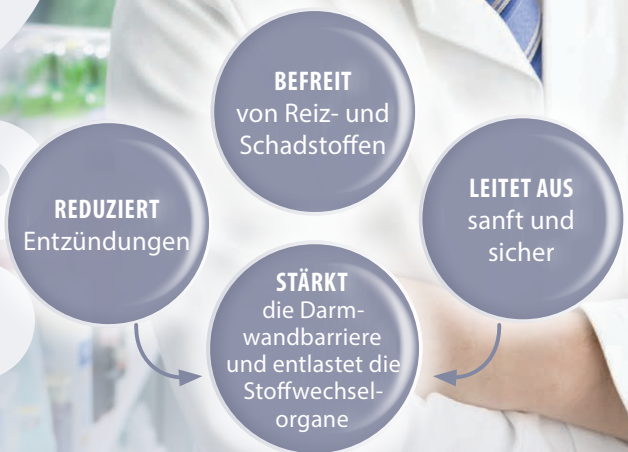 BEFREIT
von Reiz- und
Schadstoffen
REDUZIERT
Entzündungen
LEITET AUS
sanft und
sicher
STÄRKT
die Darm-
wandbarriere
und entlastet die
Stoffwechsel-
organe